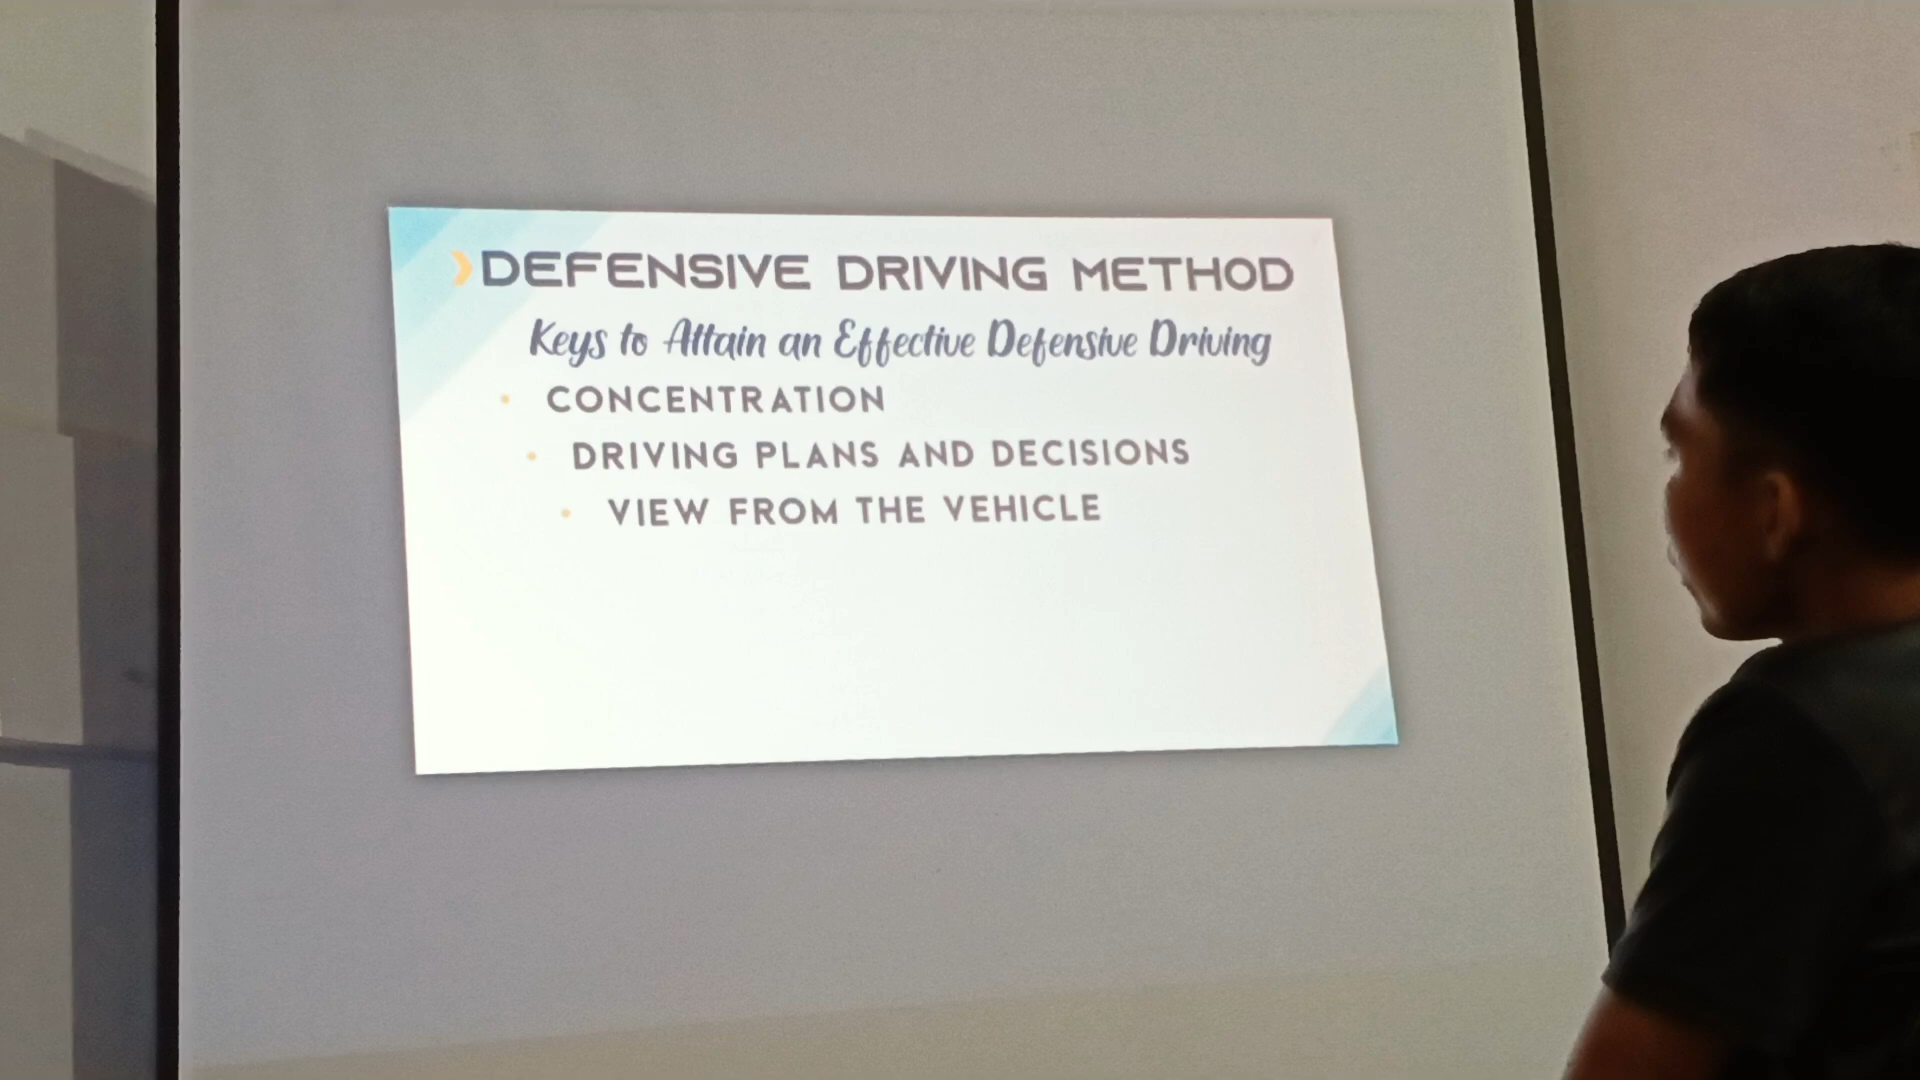 DEFENSIVE DRIVING METHOD
Keys to Attain an Effective Defensive Driving
• CONCENTRATION
• DRIVING PLANS AND DECISIONS
• VIEW FROM THE VEHICLE